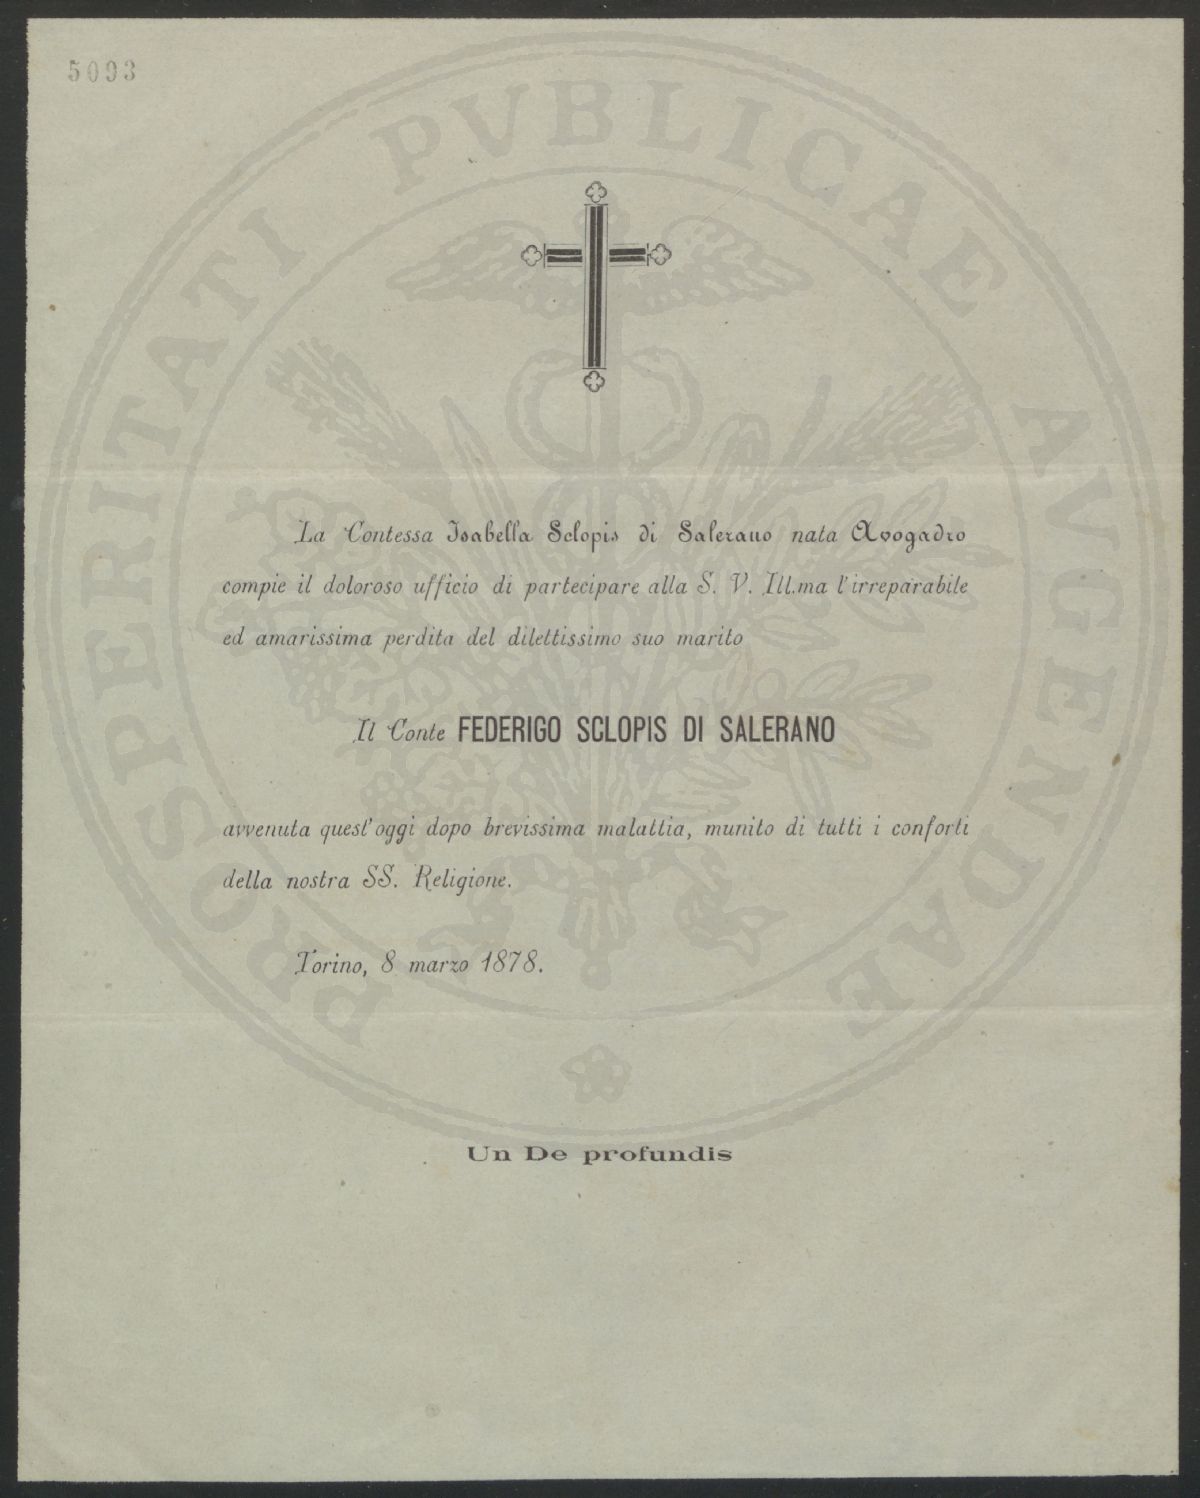 5093
PROSPERITATI PVBLICAE AVGENDAE
La Contessa Isabella Sclopis di Salerano nata Avogadro
compie il doloroso ufficio di partecipare alla S. V. Ill.ma l'irreparabile
ed amarissima perdita del dilettissimo suo marito
Il Conte FEDERIGO SCLOPIS DI SALERANO
avvenuta quest'oggi dopo brevissima malattia, munito di tutti i conforti
della nostra SS. Religione.
Torino, 8 marzo 1878.
Un De profundis